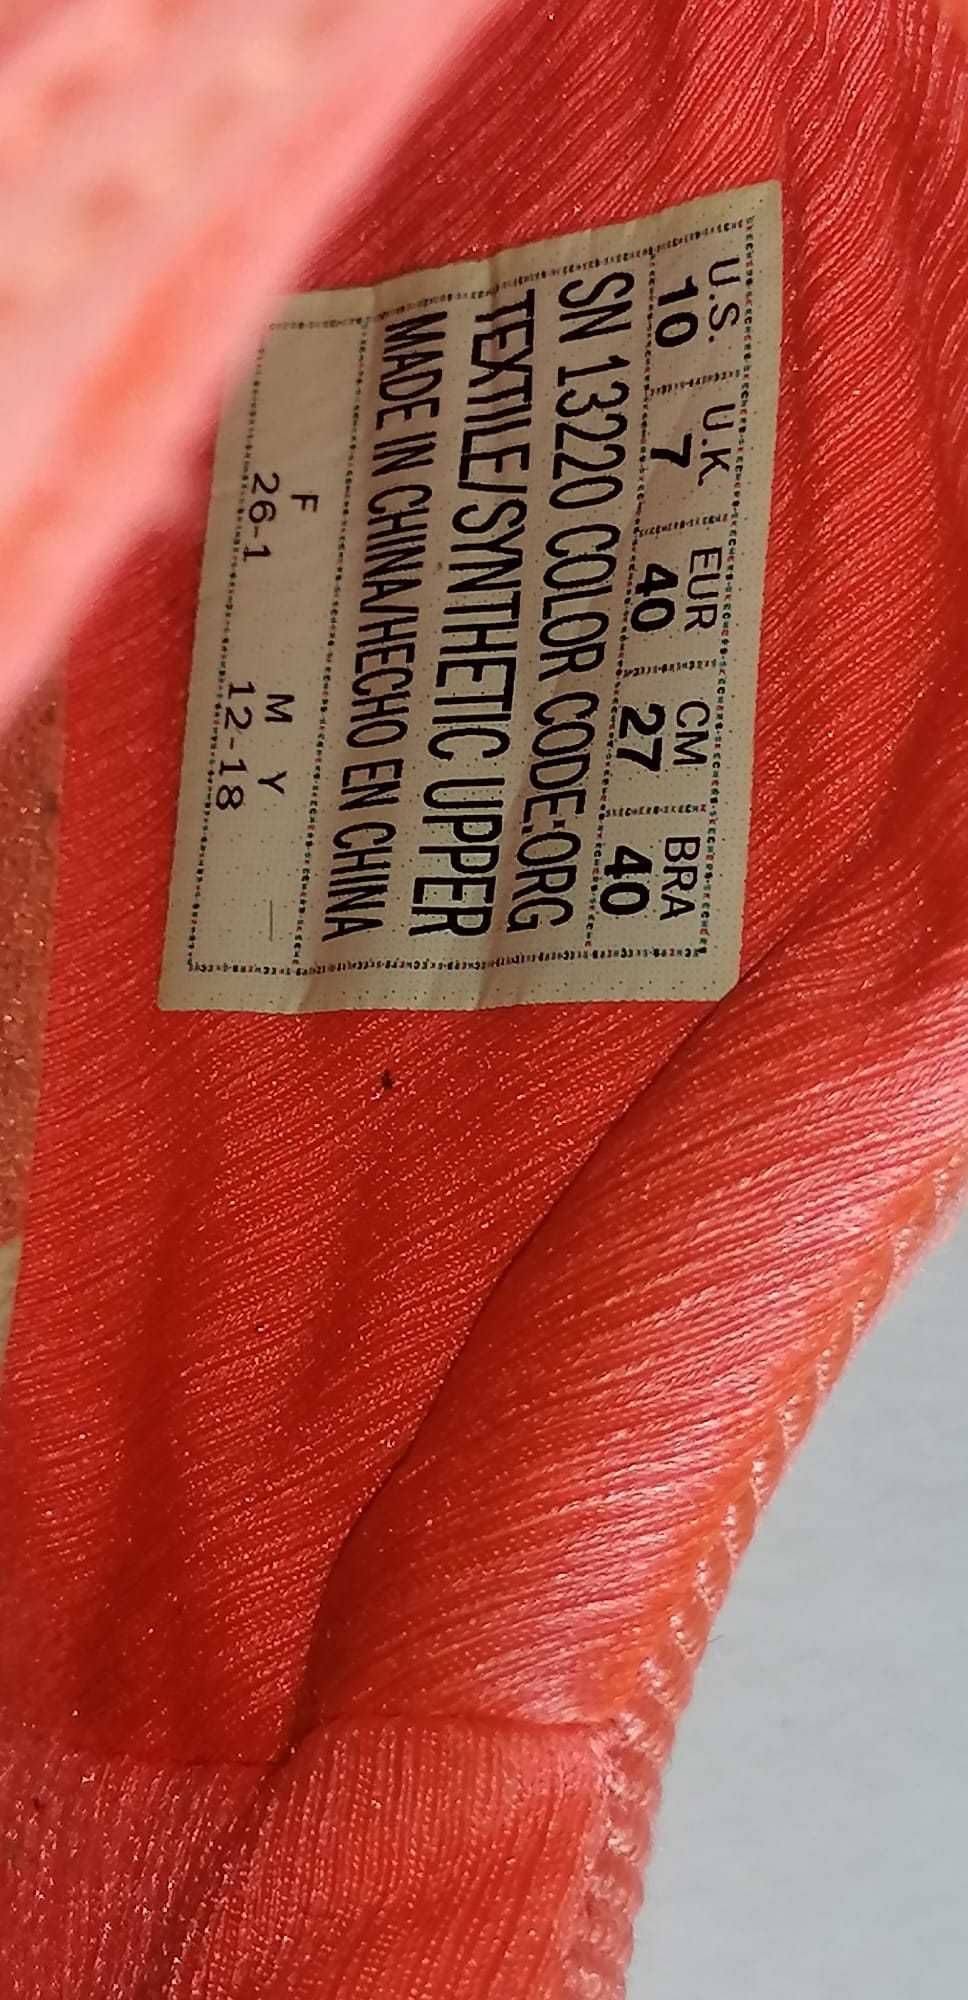 U.S. U.K EUR CM BRA
10 7 40 27 40
SN 13220 COLOR CODE:ORG
TEXTILE/SYNTHETIC UPPER
MADE IN CHINA/HECHO EN CHINA
F M Y
26-1 12-18